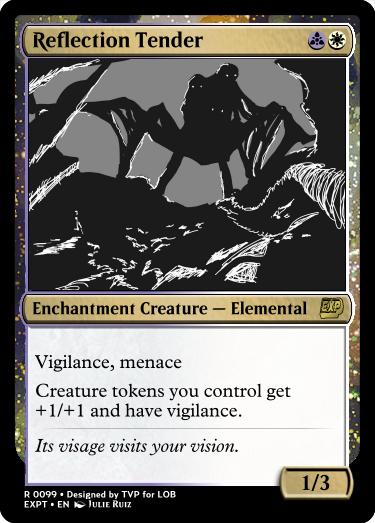 Reflection Tender
Enchantment Creature — Elemental
EXP
Vigilance, menace
Creature tokens you control get
+1/+1 and have vigilance.
Its visage visits your vision.
1/3
R 0099 • Designed by TVP for LOB
EXPT • EN Julie Ruiz